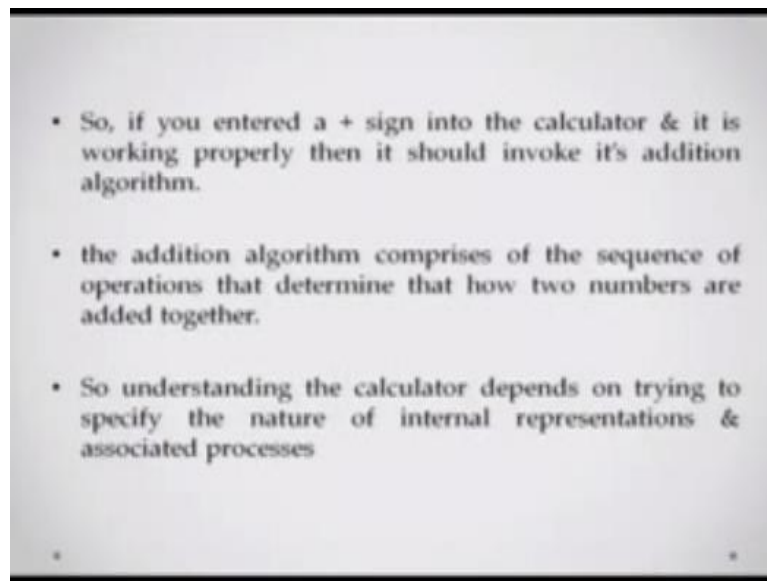 • So, if you entered a + sign into the calculator & it is
working properly then it should invoke it's addition
algorithm.
• the addition algorithm comprises of the sequence of
operations that determine that how two numbers are
added together.
• So understanding the calculator depends on trying to
specify the nature of internal representations &
associated processes